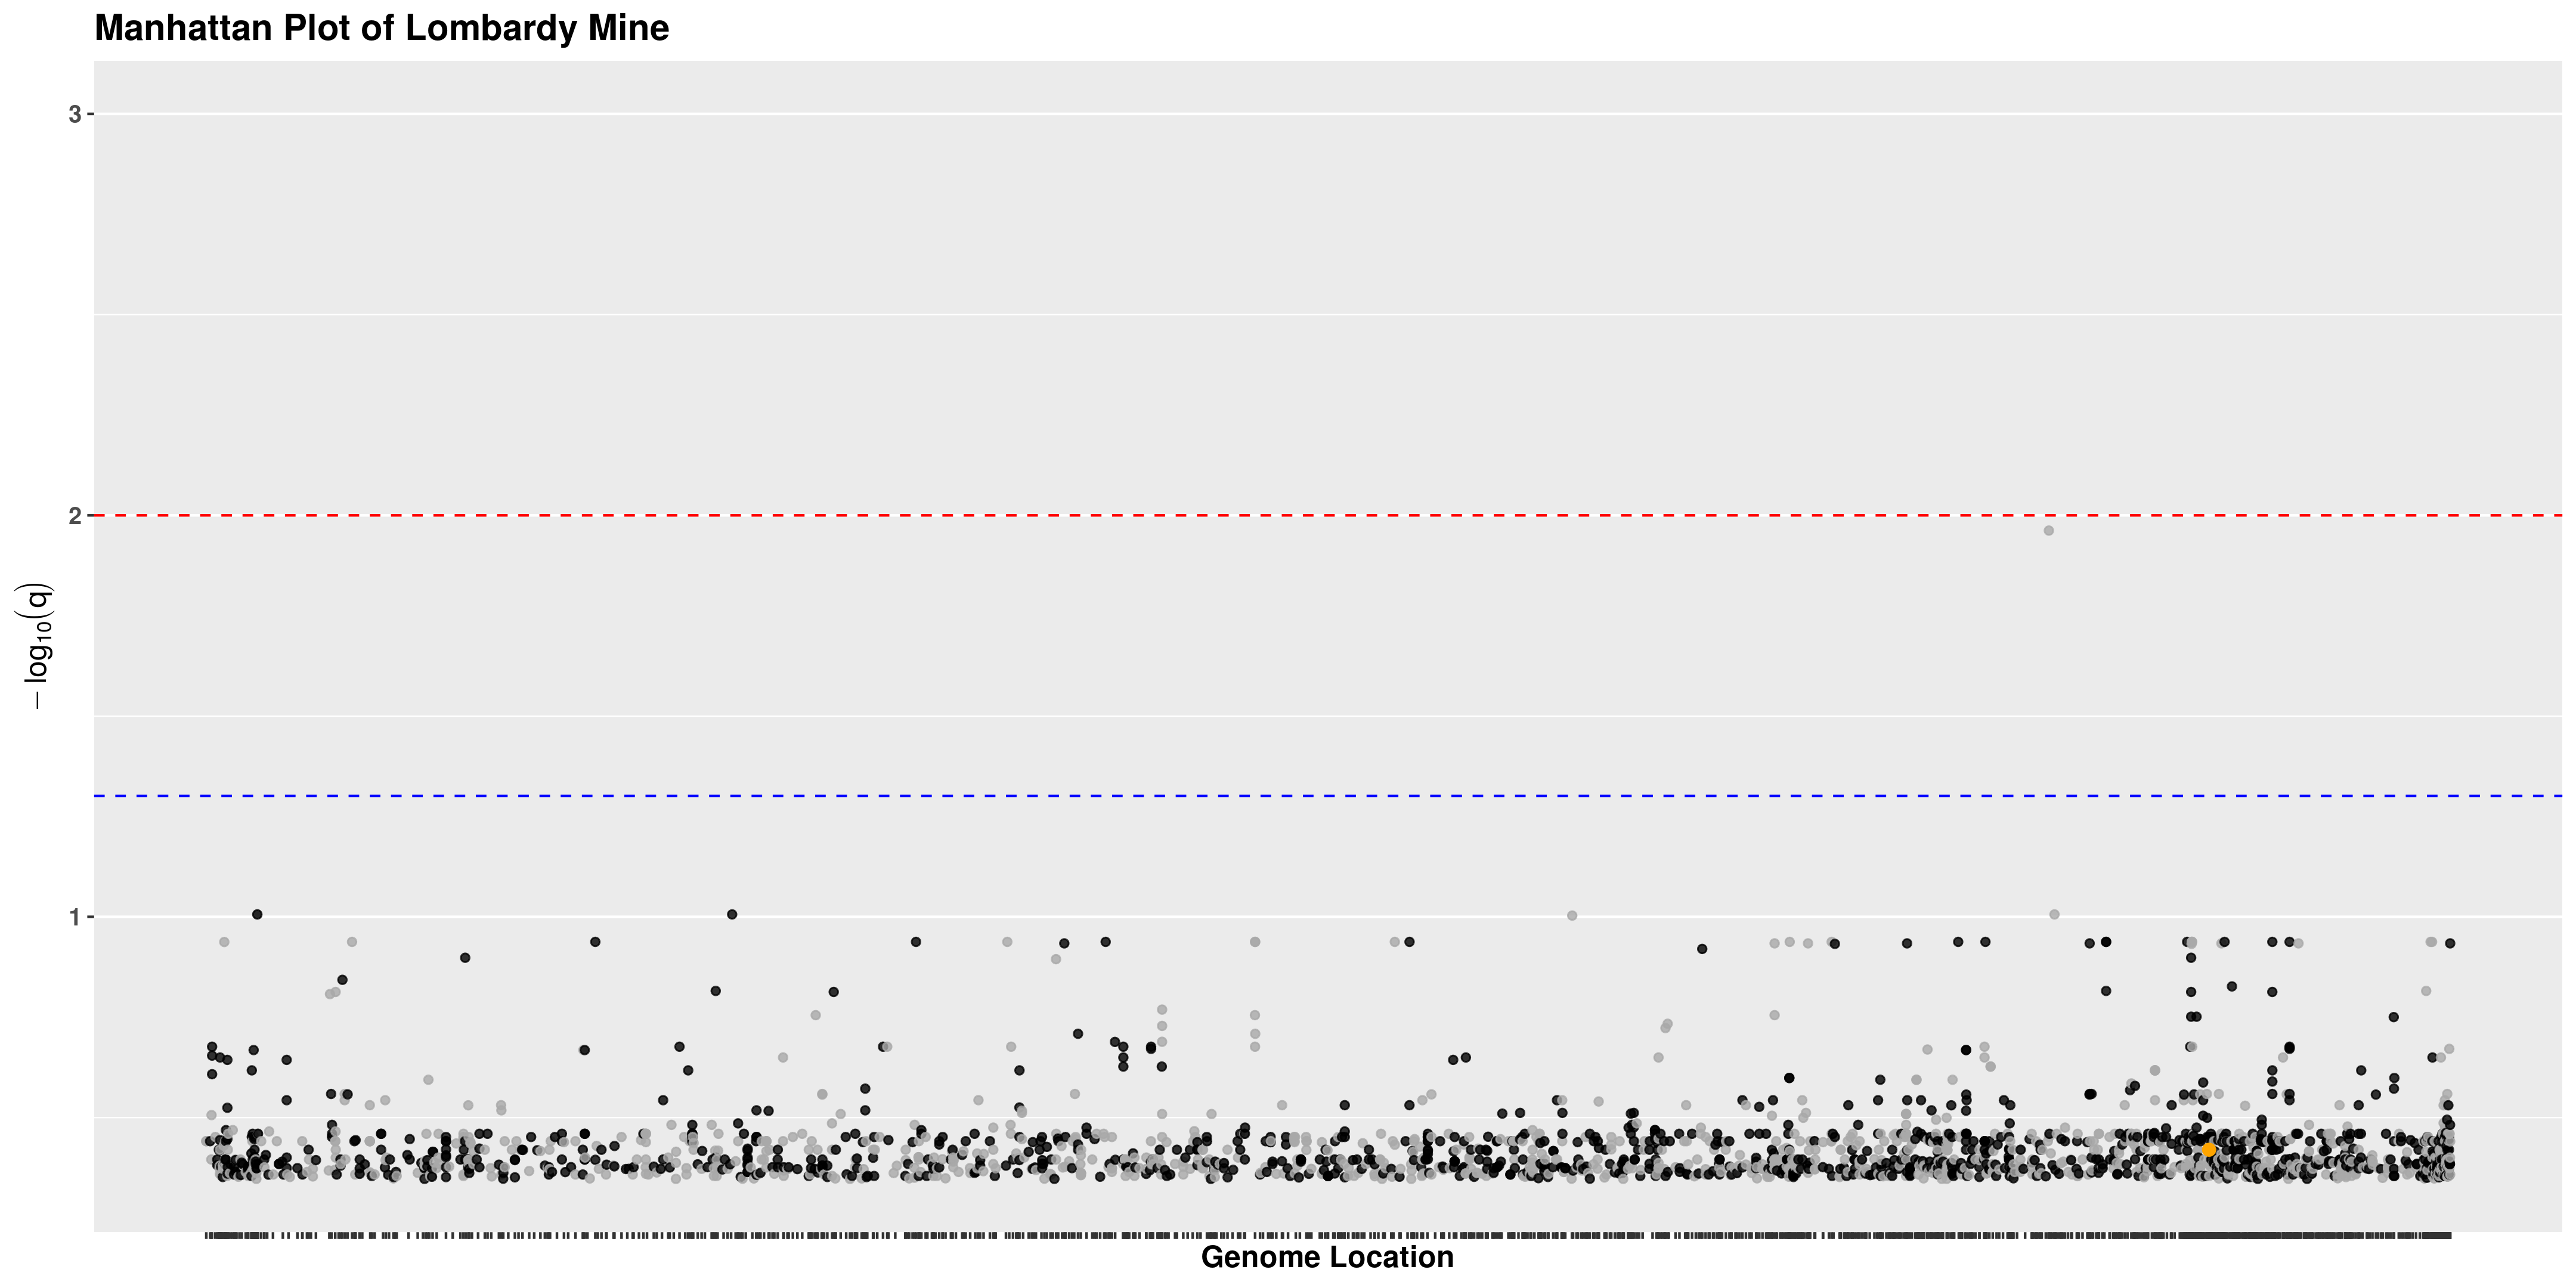 Manhattan Plot of Lombardy Mine
3
2
1
−log10(q)
Genome Location